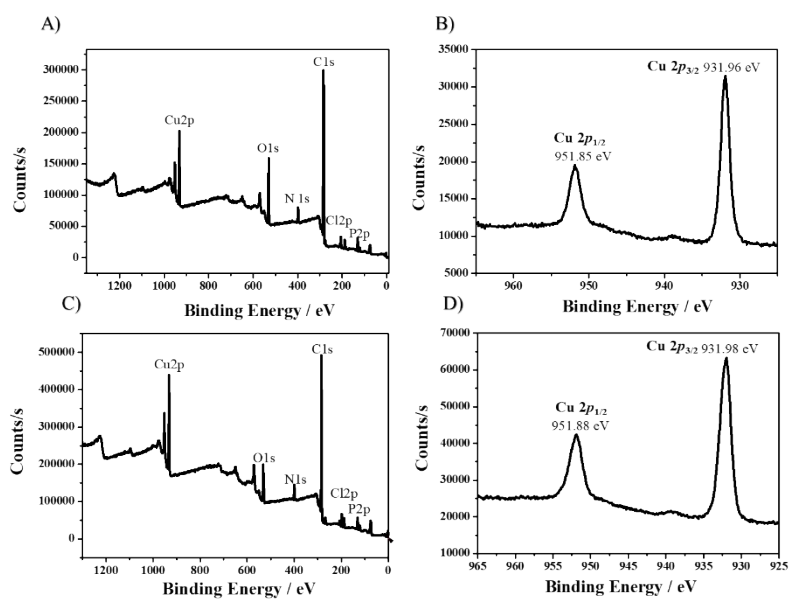 A)
C1s
Cu2p
O1s
N 1s
Cl2p
P2p
300000
250000
200000
150000
100000
50000
0
Counts/s
1200 1000 800 600 400 200 0
Binding Energy / eV
B)
Cu 2p3/2 931.96 eV
Cu 2p1/2
951.85 eV
35000
30000
25000
20000
15000
10000
5000
Counts/s
960 950 940 930
Binding Energy / eV
C)
C1s
Cu2p
O1s
N1s
Cl2p
P2p
500000
400000
300000
200000
100000
0
Counts/s
1200 1000 800 600 400 200 0
Binding Energy / eV
D)
Cu 2p3/2 931.98 eV
Cu 2p1/2
951.88 eV
70000
60000
50000
40000
30000
20000
10000
Counts/s
965 960 955 950 945 940 935 930 925
Binding Energy / eV